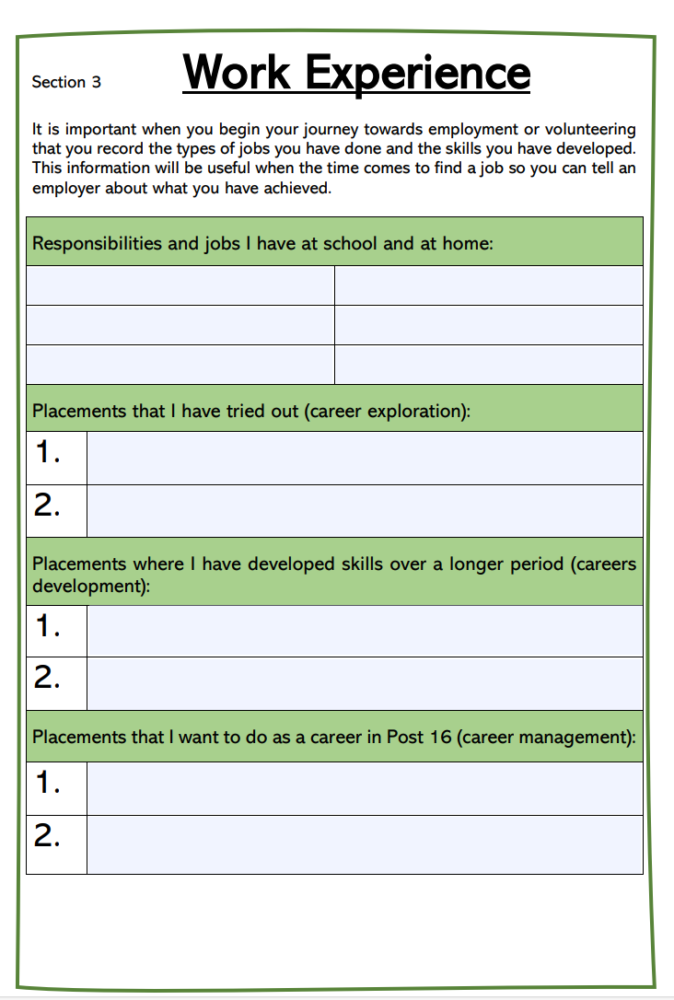 Section 3
Work Experience
It is important when you begin your journey towards employment or volunteering
that you record the types of jobs you have done and the skills you have developed.
This information will be useful when the time comes to find a job so you can tell an
employer about what you have achieved.
Responsibilities and jobs I have at school and at home:
Placements that I have tried out (career exploration):
1.
2.
Placements where I have developed skills over a longer period (careers
development):
1.
2.
Placements that I want to do as a career in Post 16 (career management):
1.
2.